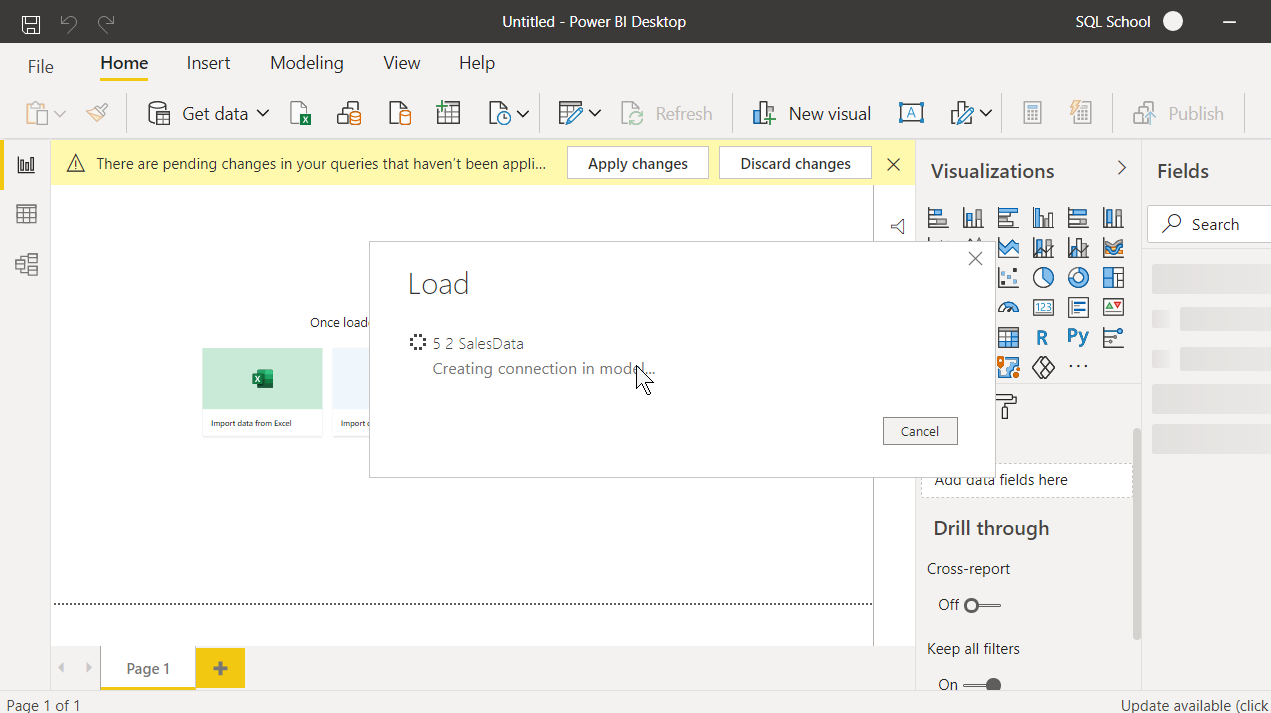 Untitled - Power BI Desktop
SQL School
File
Home
Insert
Modeling
View
Help
Get data
Refresh
New visual
Publish
There are pending changes in your queries that haven't been appli...
Apply changes
Discard changes
Visualizations
Fields
Search
Load
5 2 SalesData
Creating connection in model...
Cancel
Once loade
Import data from Excel
Import d
123
R
Py
Add data fields here
Drill through
Cross-report
Off
Keep all filters
On
Page 1
Page 1 of 1
Update available (click